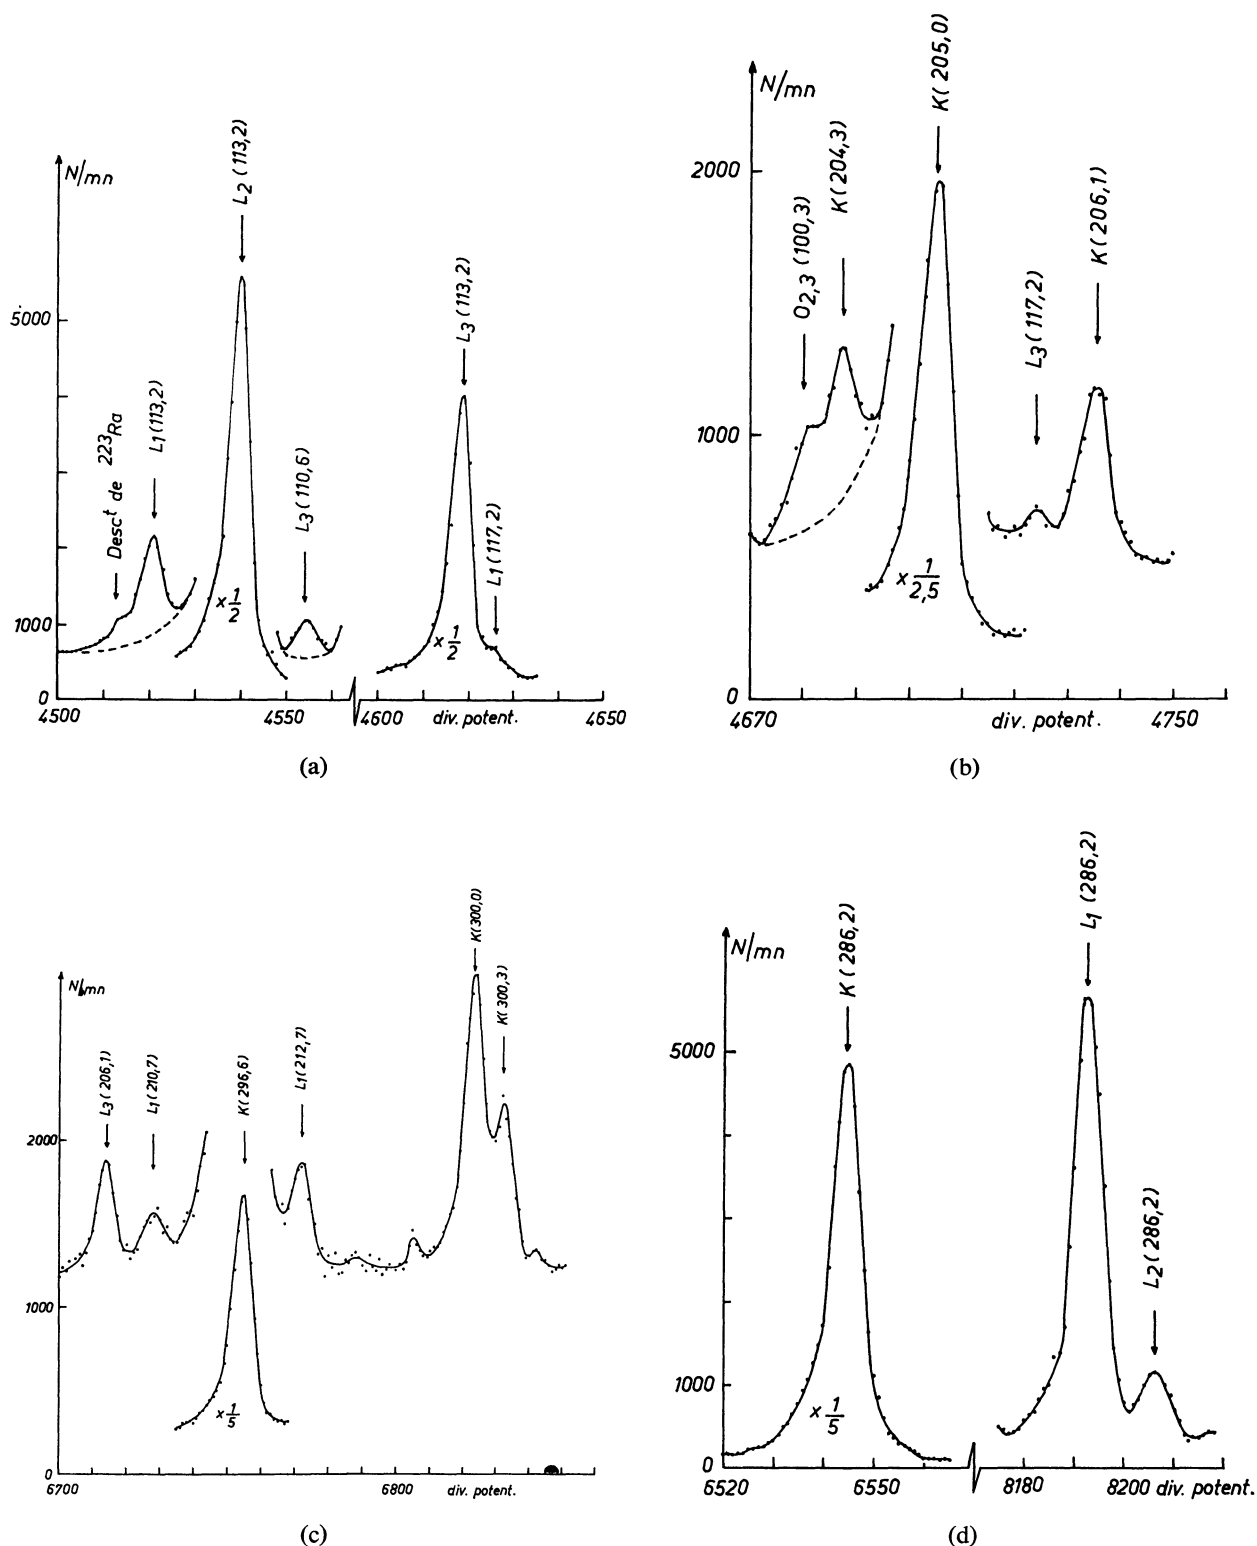 N/mn
5000
1000
0
Desc^t de ²²³Ra
L₁ (113,2)
L₂ (113,2)
L₃ (110,6)
L₃ (113,2)
L₁ (117,2)
× 1/2
× 1/2
4500 4550 4600 div. potent. 4650
(a)
N/mn
2000
1000
0
O₂,₃ (100,3)
K (204,3)
K (205,0)
L₃ (117,2)
K (206,1)
× 1/2,5
4670 div. potent. 4750
(b)
N/mn
2000
1000
0
L₃ (206,1)
L₁ (210,7)
K (296,6)
L₁ (212,7)
K (300,0)
K (300,3)
× 1/5
6700 6800 div. potent.
(c)
N/mn
5000
1000
0
K (286,2)
L₁ (286,2)
L₂ (286,2)
× 1/5
6520 6550 8180 8200 div. potent.
(d)